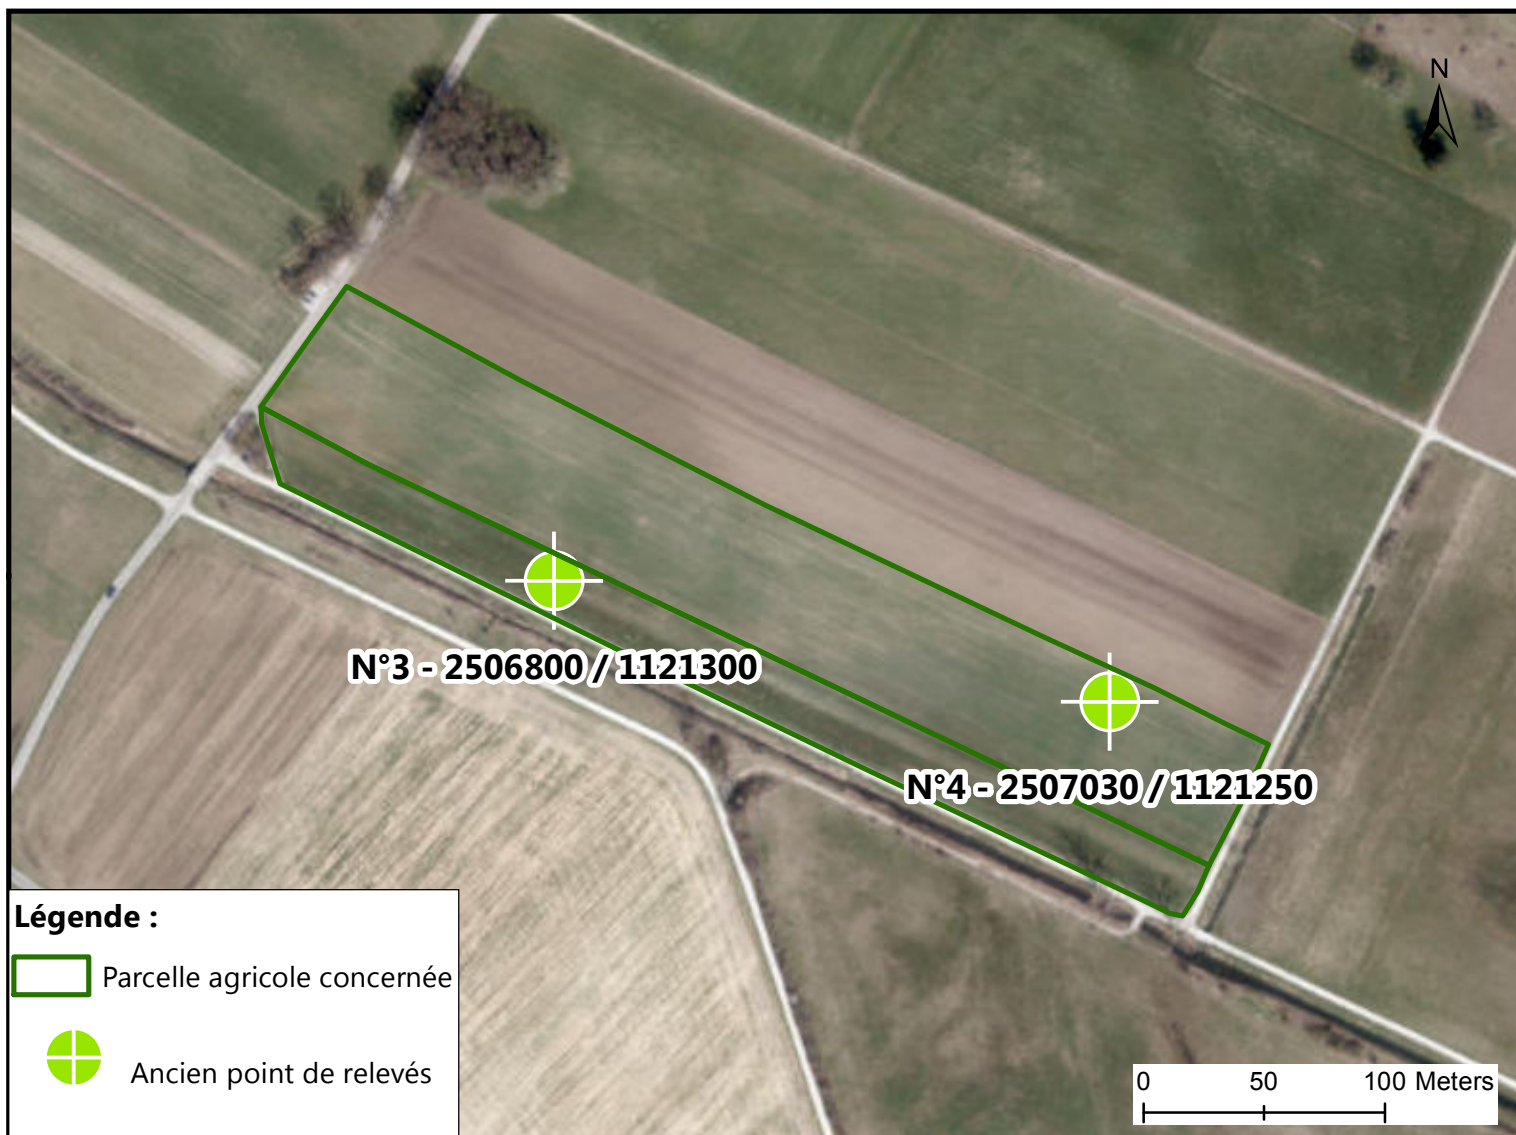 N
N°3 - 2506800 / 1121300
N°4 - 2507030 / 1121250
Légende :
Parcelle agricole concernée
Ancien point de relevés
0 50 100 Meters